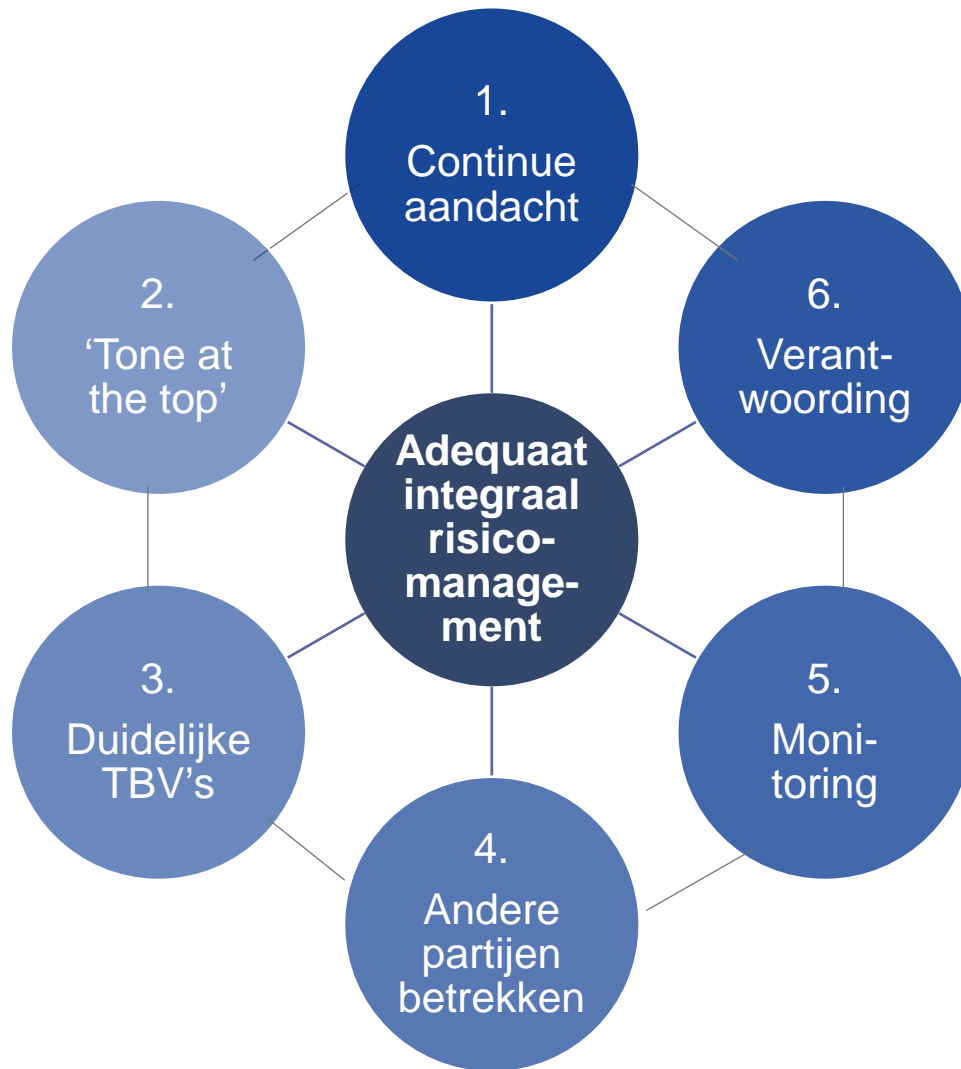 1.
Continue
aandacht
2.
‘Tone at
the top’
6.
Verant-
woording
Adequaat
integraal
risico-
manage-
ment
3.
Duidelijke
TBV’s
5.
Moni-
toring
4.
Andere
partijen
betrekken